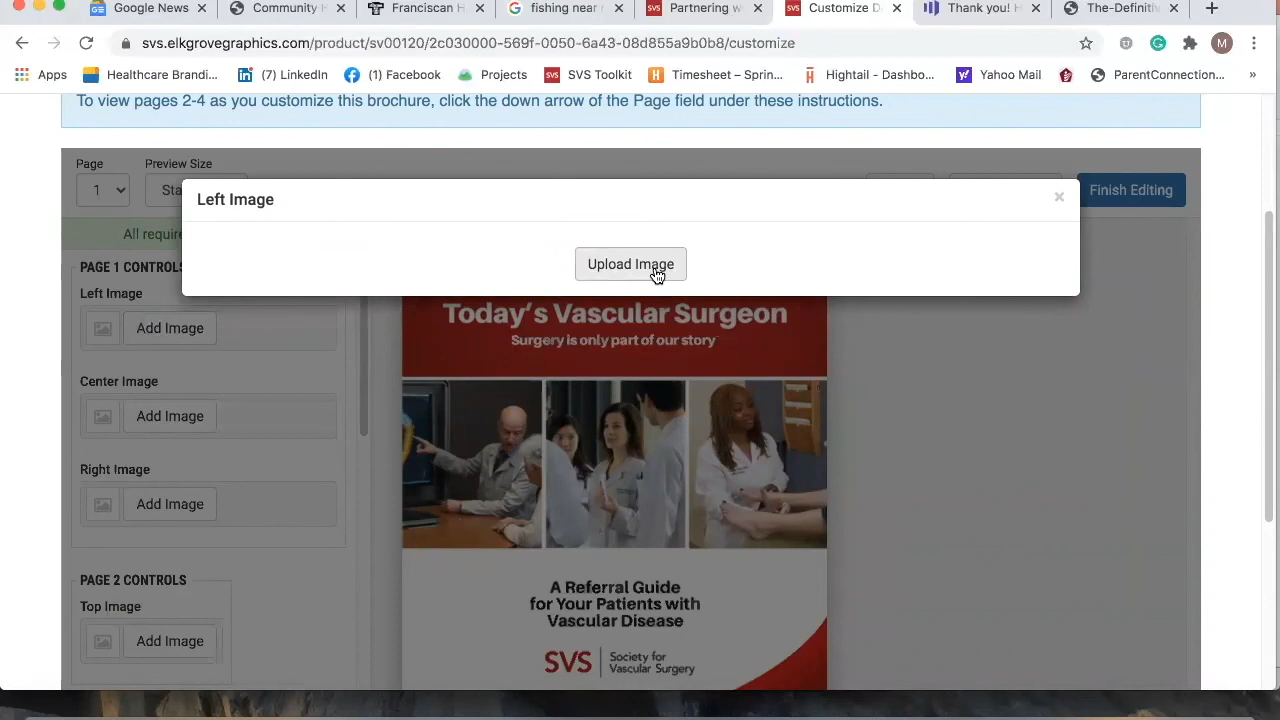 Google News
Community
Franciscan H
fishing near
Partnering w
Customize D
Thank you! H
The-Definiti
svs.elkgrovegraphics.com/product/sv00120/2c030000-569f-0050-6a43-08d855a9b0b8/customize
M
Apps
Healthcare Brandi...
(7) LinkedIn
(1) Facebook
Projects
SVS Toolkit
Timesheet – Sprin...
Hightail - Dashbo...
Yahoo Mail
ParentConnection...
To view pages 2-4 as you customize this brochure, click the down arrow of the Page field under these instructions.
Page
Preview Size
1
Sta
Finish Editing
Left Image
Upload Image
All require
PAGE 1 CONTROLS
Left Image
Add Image
Center Image
Add Image
Right Image
Add Image
PAGE 2 CONTROLS
Top Image
Add Image
Today's Vascular Surgeon
Surgery is only part of our story
A Referral Guide
for Your Patients with
Vascular Disease
SVS
Society for
Vascular Surgery